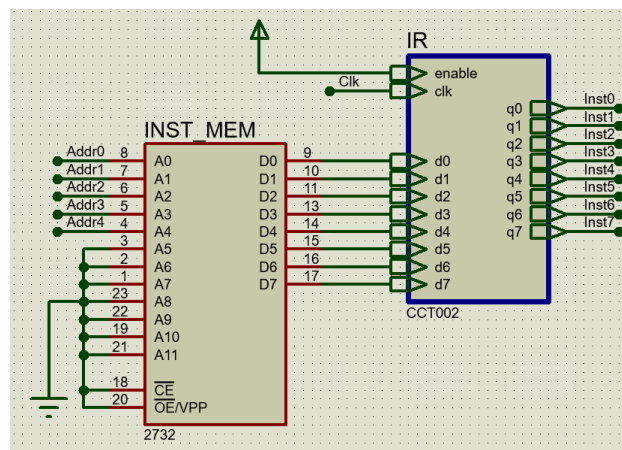 IR
enable
Clk
clk
INST_MEM
q0 Inst0
q1 Inst1
q2 Inst2
Addr0 8 A0 D0 9 d0 q3 Inst3
Addr1 7 A1 D1 10 d1 q4 Inst4
Addr2 6 A2 D2 11 d2 q5 Inst5
Addr3 5 A3 D3 13 d3 q6 Inst6
Addr4 4 A4 D4 14 d4 q7 Inst7
3 A5 D5 15 d5
2 A6 D6 16 d6
1 A7 D7 17 d7
23 A8
22 A9
19 A10
21 A11
CCT002
18 CE
20 OE/VPP
2732